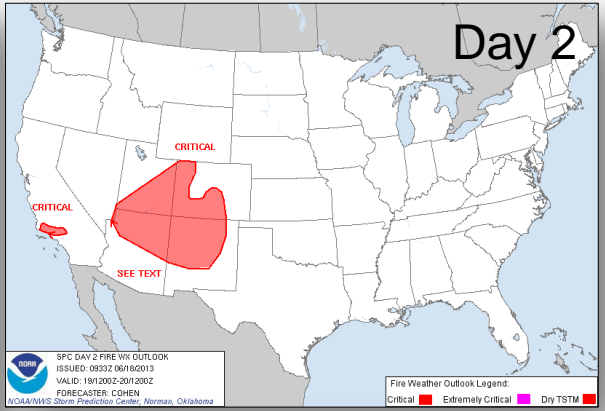 Day 2
CRITICAL
CRITICAL
SEE TEXT
NOAA
SPC DAY 2 FIRE WX OUTLOOK
ISSUED: 0933Z 06/18/2013
VALID: 19/1200Z-20/1200Z
FORECASTER: COHEN
NOAA/NWS Storm Prediction Center, Norman, Oklahoma
Fire Weather Outlook Legend:
Critical Extremely Critical Dry TSTM